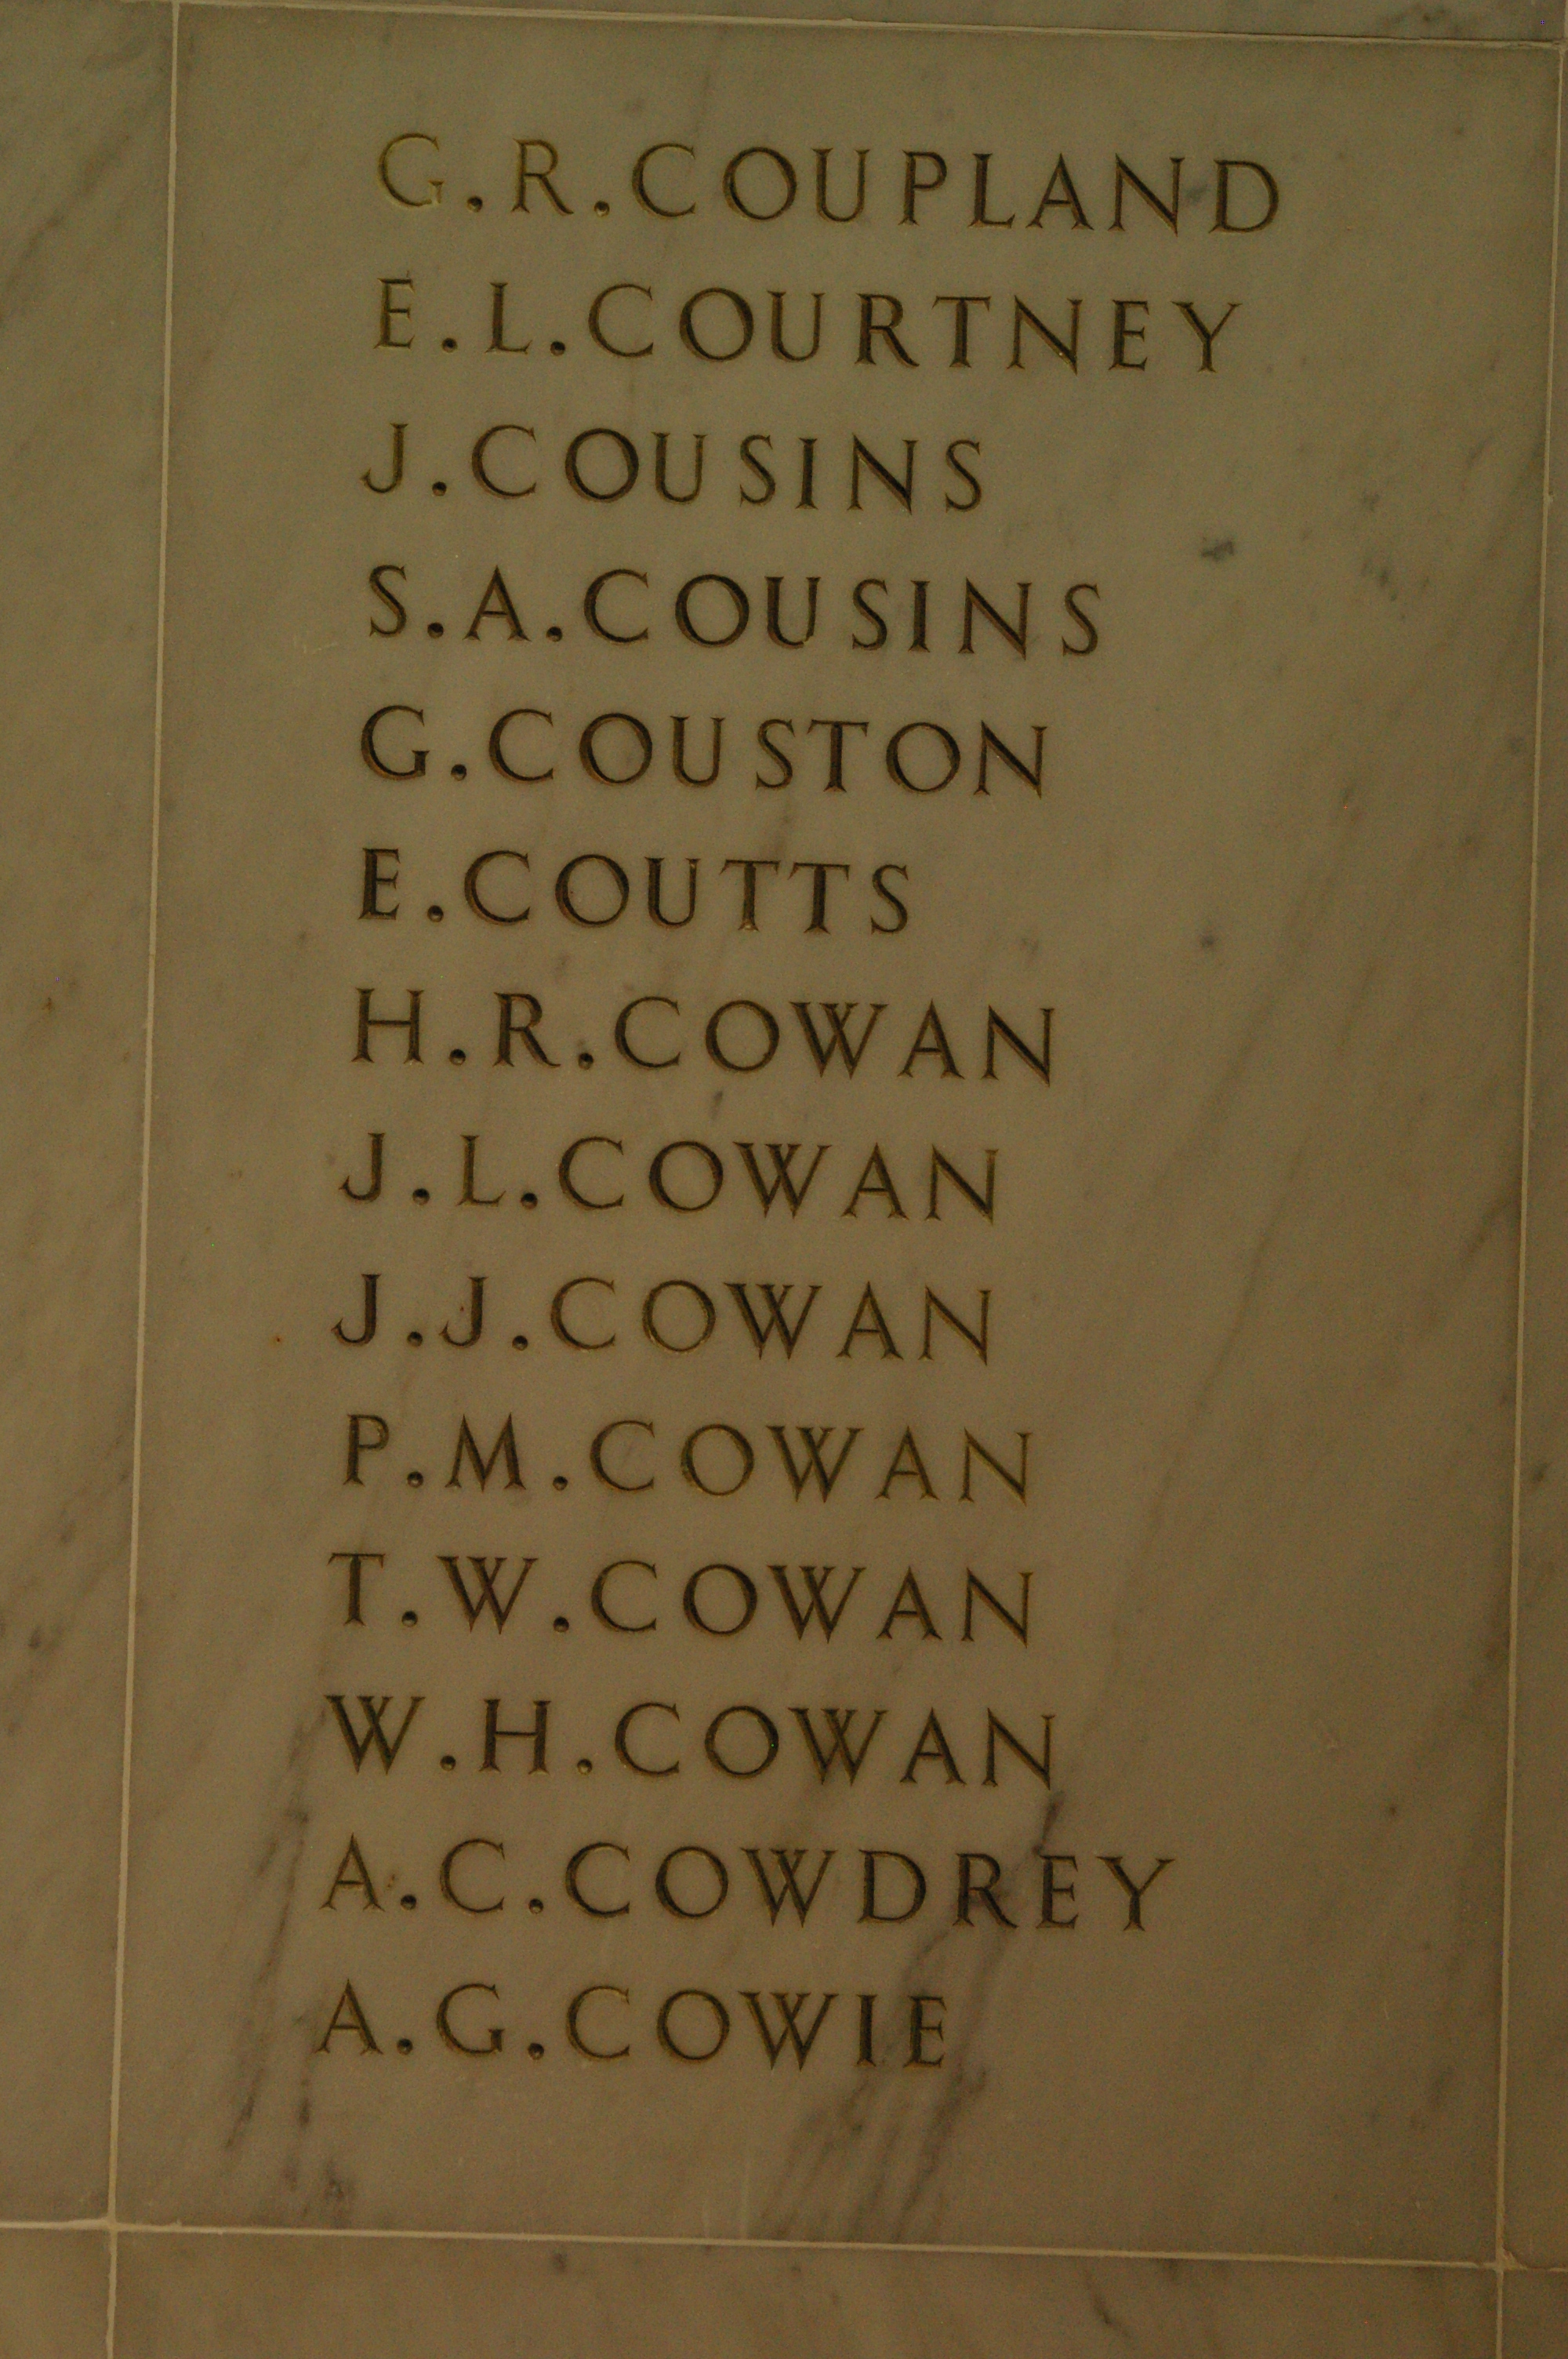 G.R.COUPLAND
E.L.COURTNEY
J.COUSINS
S.A.COUSINS
G.COUSTON
E.COUTTS
H.R.COWAN
J.L.COWAN
J.J.COWAN
P.M.COWAN
T.W.COWAN
W.H.COWAN
A.C.COWDREY
A.G.COWIE